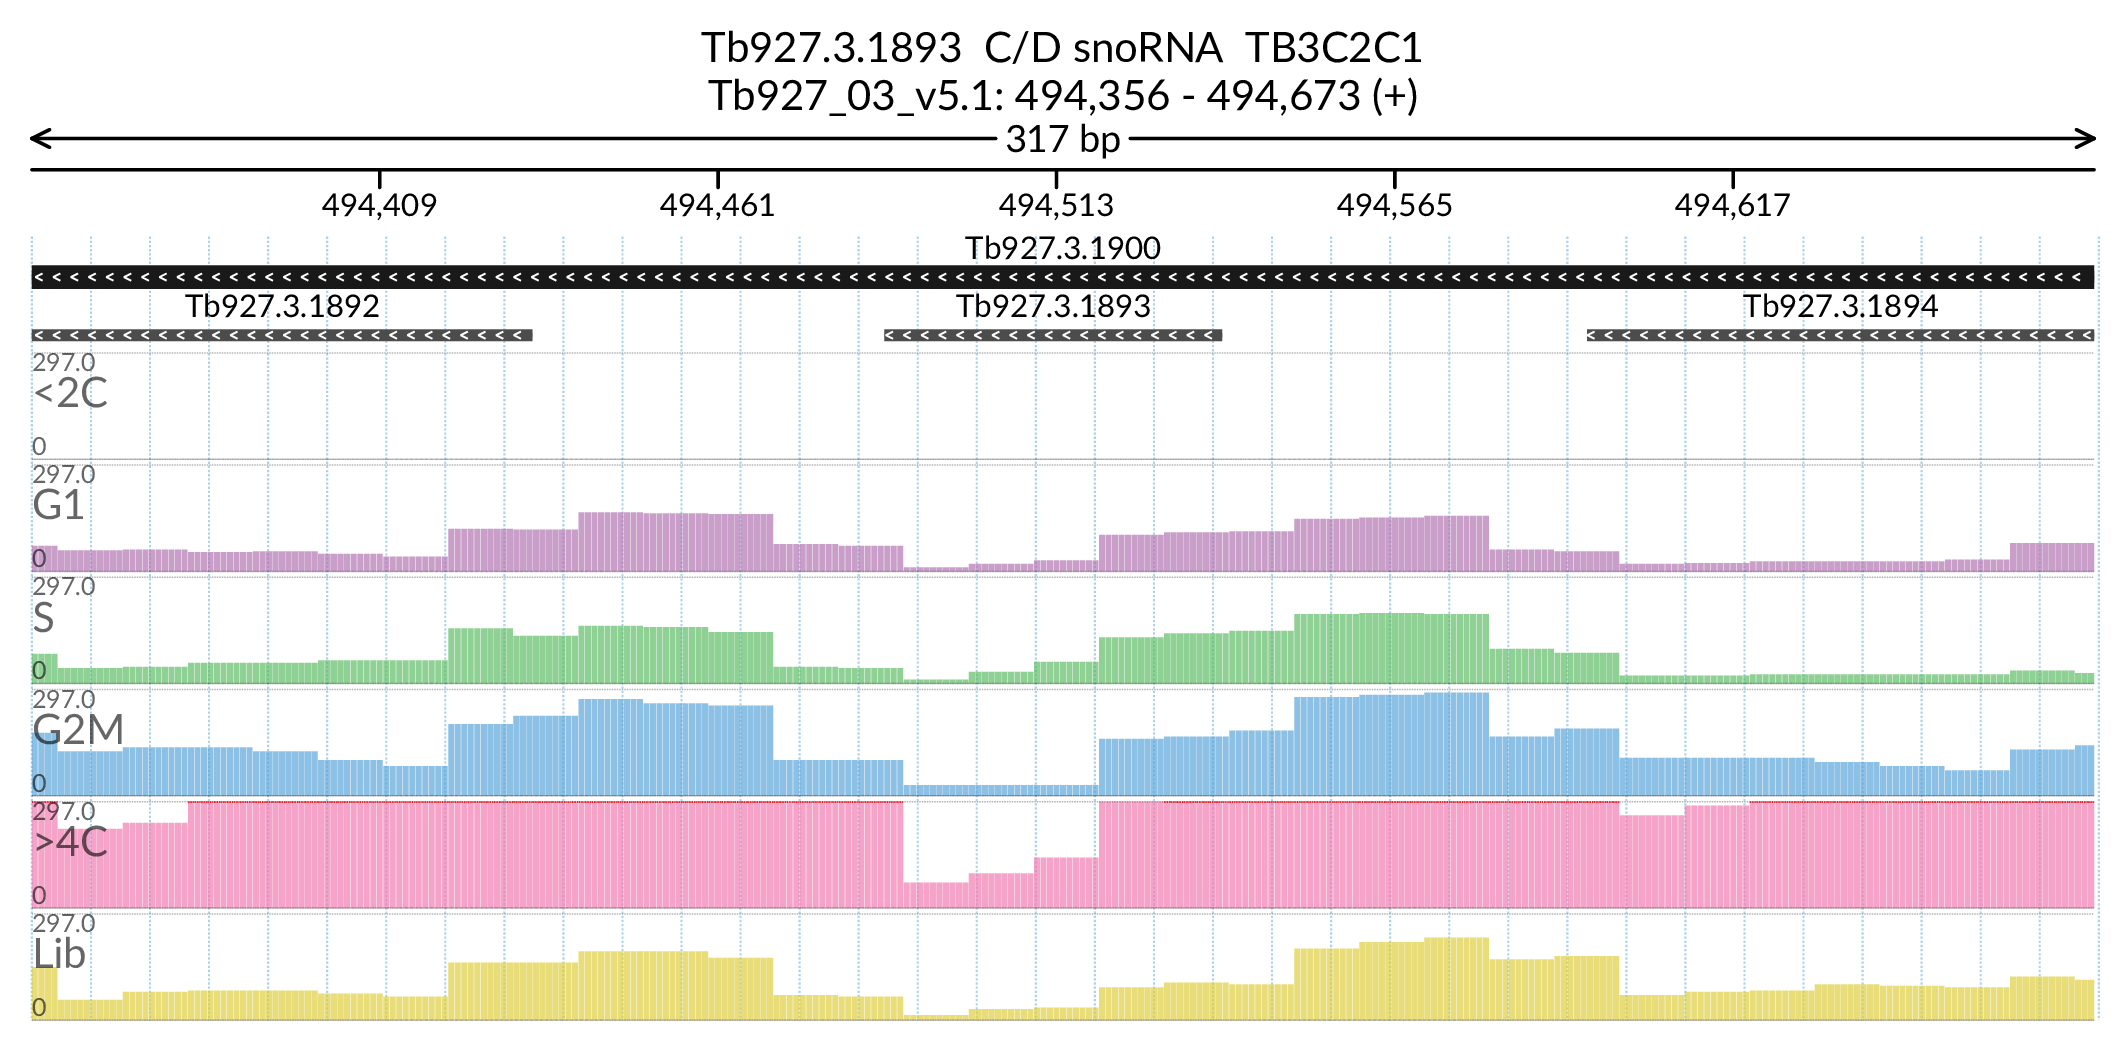 Tb927.3.1893  C/D snoRNA  TB3C2C1
Tb927_03_v5.1: 494,356 - 494,673 (+)
317 bp
494,409 494,461 494,513 494,565 494,617
Tb927.3.1900
Tb927.3.1892 Tb927.3.1893 Tb927.3.1894
297.0
<2C
0
297.0
G1
0
297.0
S
0
297.0
G2M
0
297.0
>4C
0
297.0
Lib
0